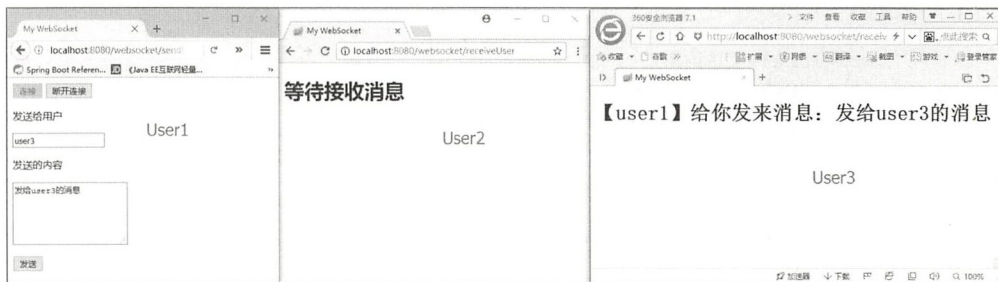 My WebSocket
localhost:8080/websocket/send
Spring Boot Referen...
《Java EE互联网轻量...
连接 断开连接
发送给用户
user3
User1
发送的内容
发给user3的消息
发送
My WebSocket
localhost:8080/websocket/receiveUser
等待接收消息
User2
360安全浏览器 7.1
文件 查看 收藏 工具 帮助
http://localhost:8080/websocket/receiv
点此搜索
收藏 谷歌 扩展 网银 翻译 截图 游戏 登录管家
My WebSocket
【user1】给你发来消息：发给user3的消息
User3
加速器 下载 100%